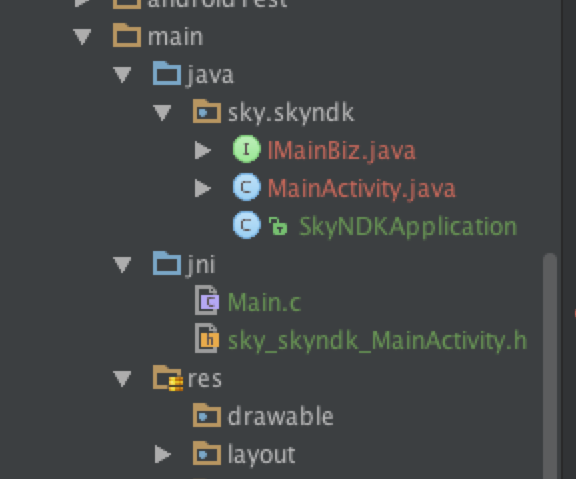 androidTest
main
java
sky.skyndk
I IMainBiz.java
C MainActivity.java
C SkyNDKApplication
jni
C Main.c
h sky_skyndk_MainActivity.h
res
drawable
layout